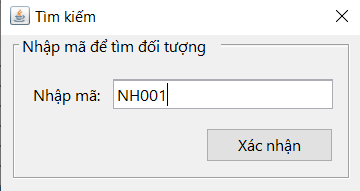 Tìm kiếm
Nhập mã để tìm đối tượng
Nhập mã: NH001
Xác nhận